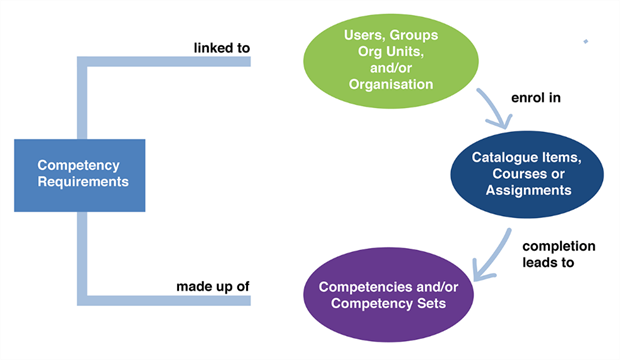 linked to
Users, Groups
Org Units,
and/or
Organisation
enrol in
Competency
Requirements
Catalogue Items,
Courses or
Assignments
completion
leads to
made up of
Competencies and/or
Competency Sets